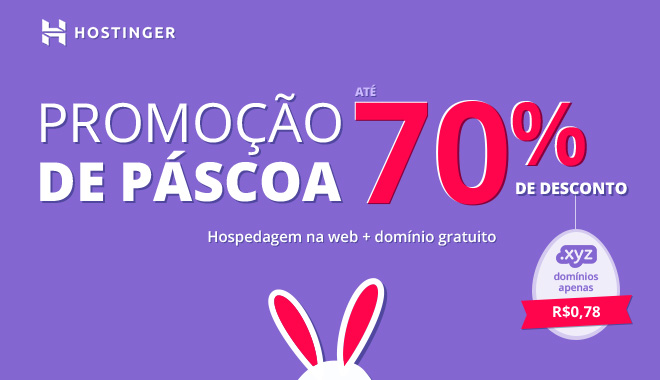 HOSTINGER
PROMOÇÃO
DE PÁSCOA
ATÉ
70%
DE DESCONTO
Hospedagem na web + domínio gratuito
.xyz
domínios
apenas
R$0,78